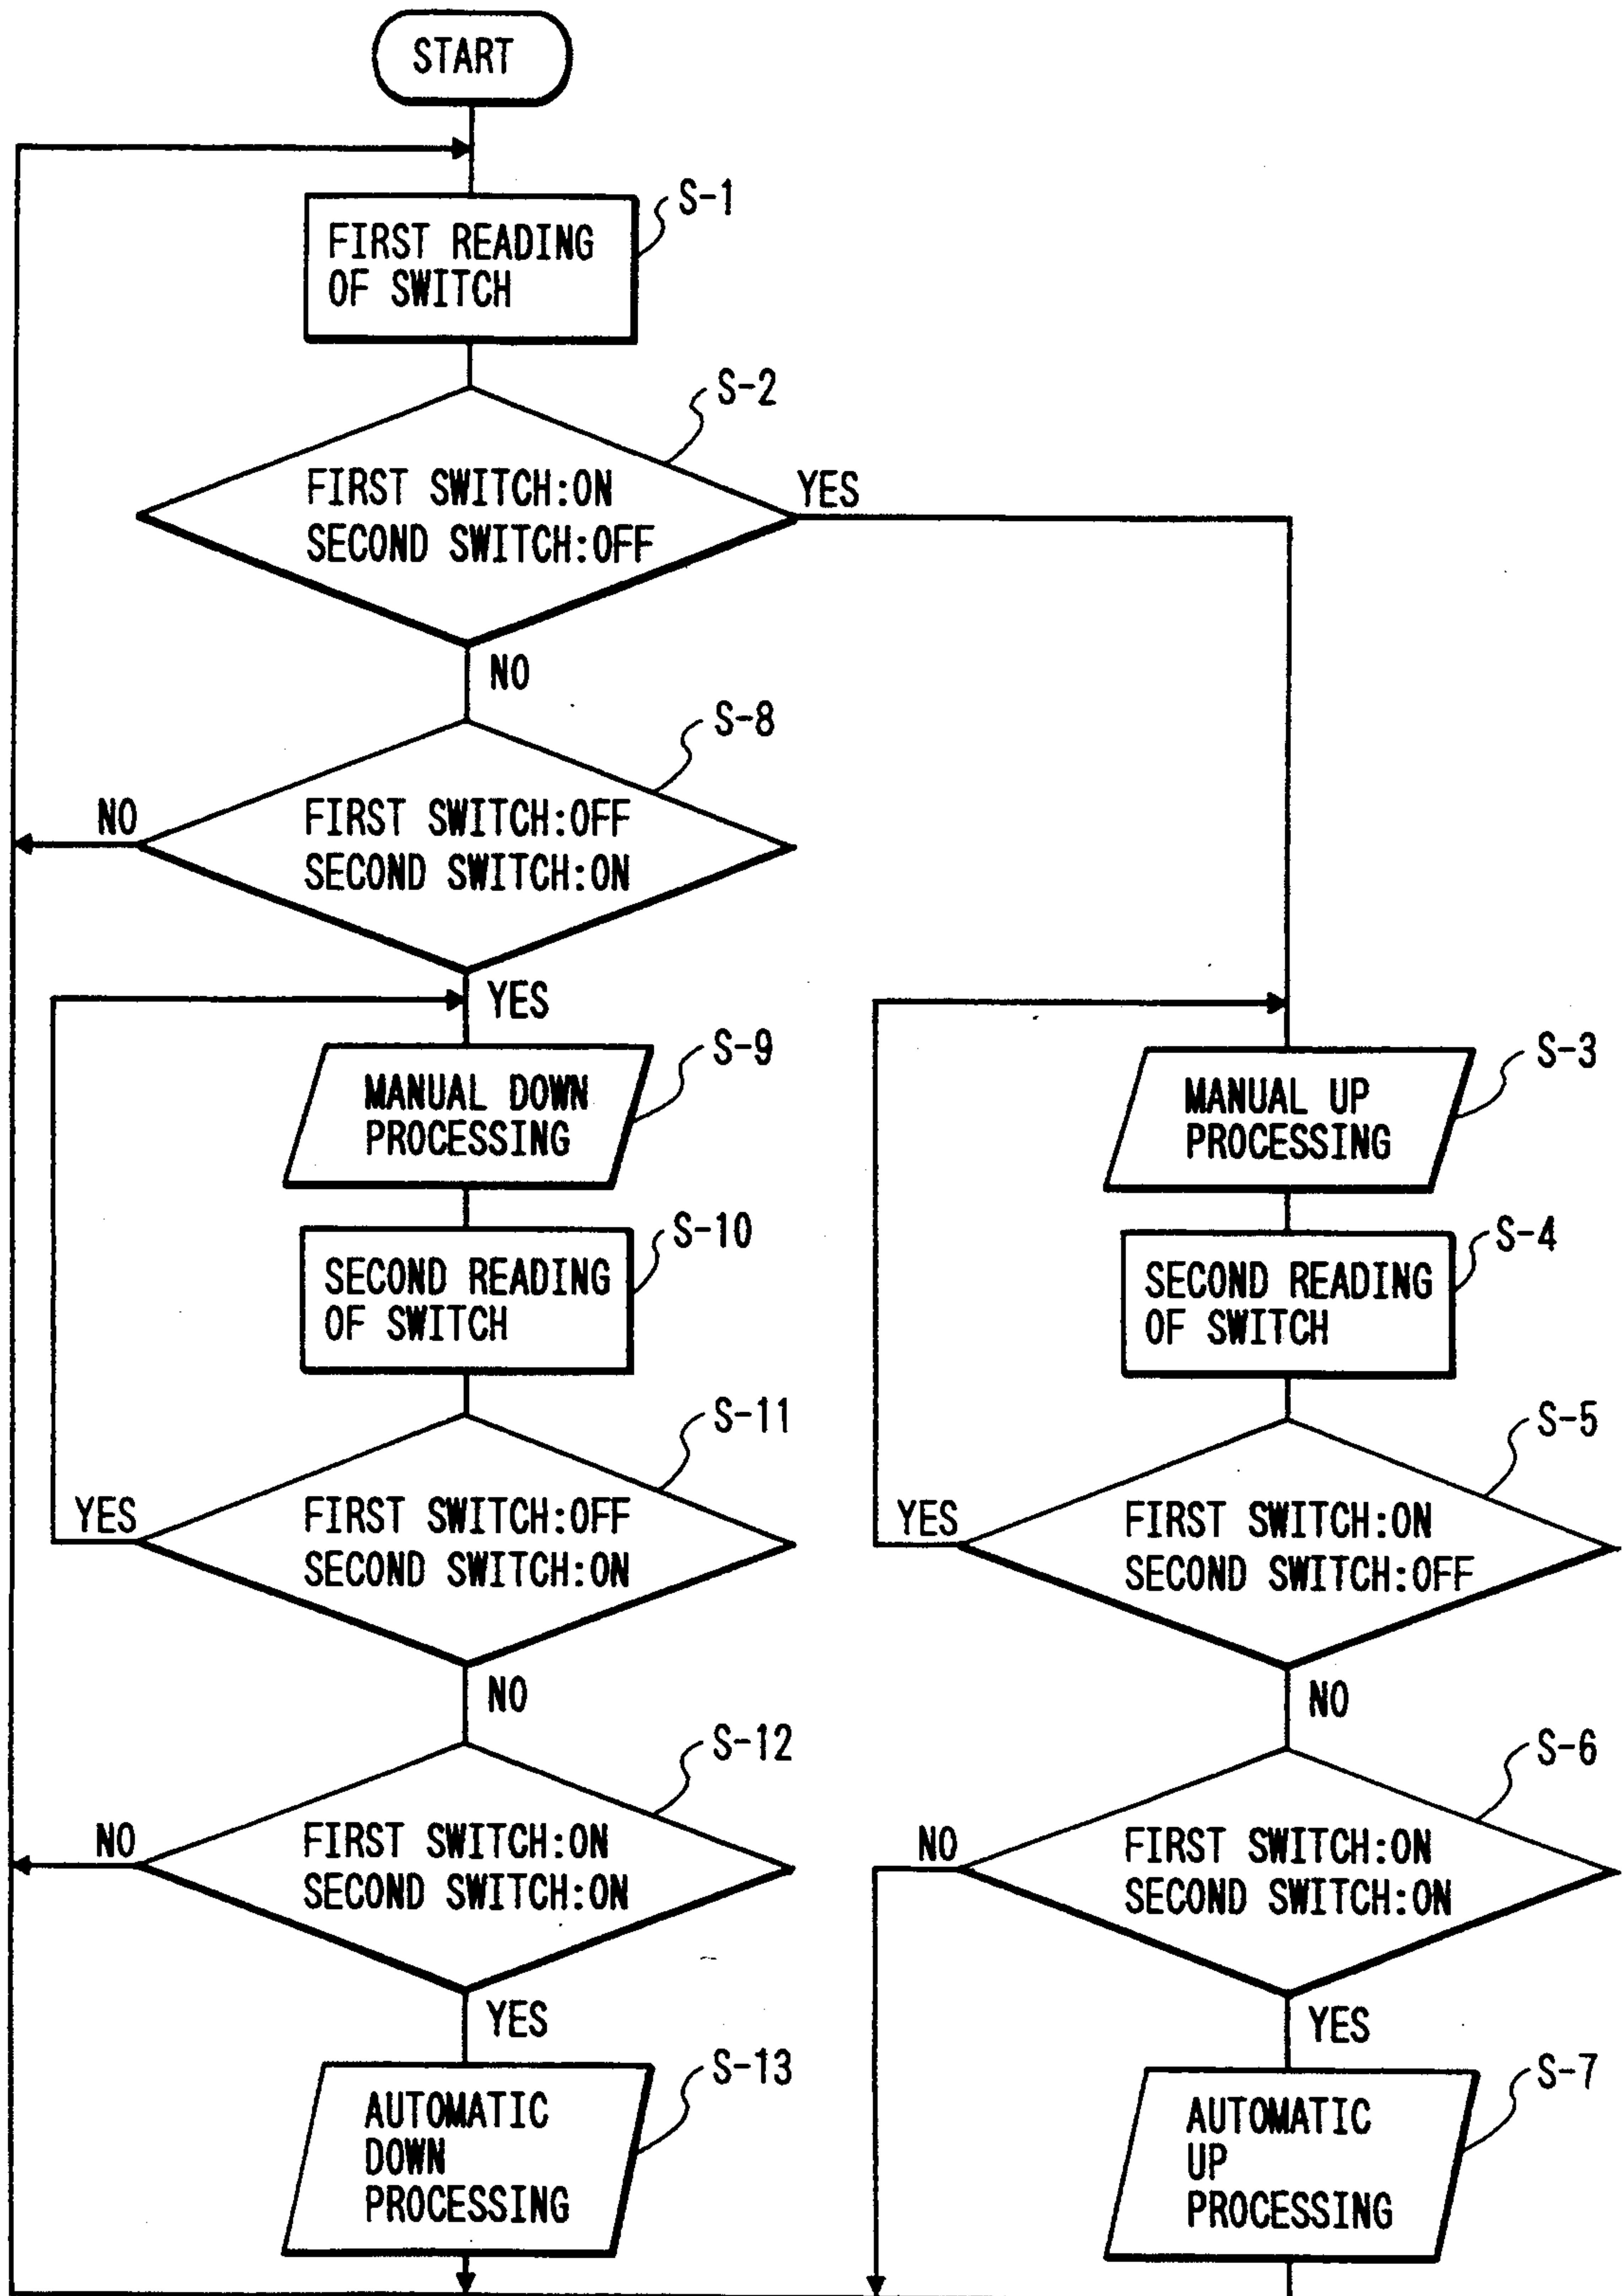 START
S-1
FIRST READING
OF SWITCH
S-2
FIRST SWITCH:ON
SECOND SWITCH:OFF
YES
NO
S-8
NO
FIRST SWITCH:OFF
SECOND SWITCH:ON
YES
S-9
MANUAL DOWN
PROCESSING
S-10
SECOND READING
OF SWITCH
S-11
YES
FIRST SWITCH:OFF
SECOND SWITCH:ON
NO
S-12
NO
FIRST SWITCH:ON
SECOND SWITCH:ON
YES
S-13
AUTOMATIC
DOWN
PROCESSING
S-3
MANUAL UP
PROCESSING
S-4
SECOND READING
OF SWITCH
S-5
YES
FIRST SWITCH:ON
SECOND SWITCH:OFF
NO
S-6
NO
FIRST SWITCH:ON
SECOND SWITCH:ON
YES
S-7
AUTOMATIC
UP
PROCESSING